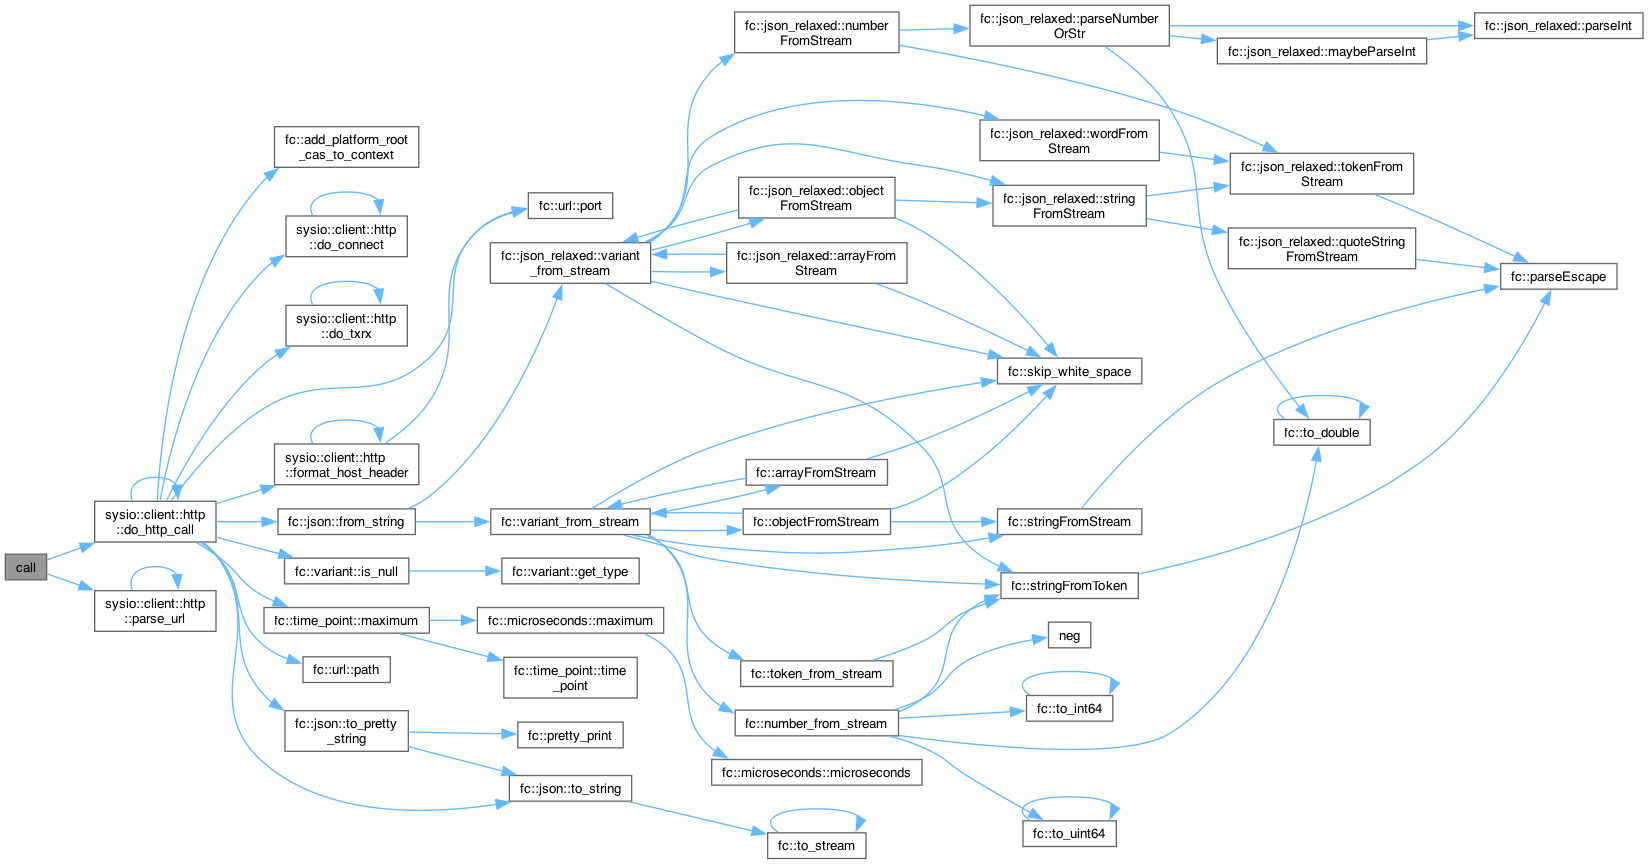 call
sysio::client::http
::do_http_call
sysio::client::http
::parse_url
fc::add_platform_root
_cas_to_context
sysio::client::http
::do_connect
sysio::client::http
::do_txrx
sysio::client::http
::format_host_header
fc::json::from_string
fc::variant::is_null
fc::time_point::maximum
fc::url::path
fc::json::to_pretty
_string
fc::url::port
fc::json_relaxed::variant
_from_stream
fc::variant_from_stream
fc::variant::get_type
fc::microseconds::maximum
fc::time_point::time
_point
fc::pretty_print
fc::json::to_string
fc::json_relaxed::number
FromStream
fc::json_relaxed::object
FromStream
fc::json_relaxed::arrayFrom
Stream
fc::arrayFromStream
fc::objectFromStream
fc::token_from_stream
fc::number_from_stream
fc::microseconds::microseconds
fc::to_stream
fc::json_relaxed::parseNumber
OrStr
fc::json_relaxed::wordFrom
Stream
fc::json_relaxed::string
FromStream
fc::skip_white_space
fc::stringFromStream
fc::stringFromToken
neg
fc::to_int64
fc::to_uint64
fc::json_relaxed::maybeParseInt
fc::json_relaxed::tokenFrom
Stream
fc::json_relaxed::quoteString
FromStream
fc::to_double
fc::json_relaxed::parseInt
fc::parseEscape